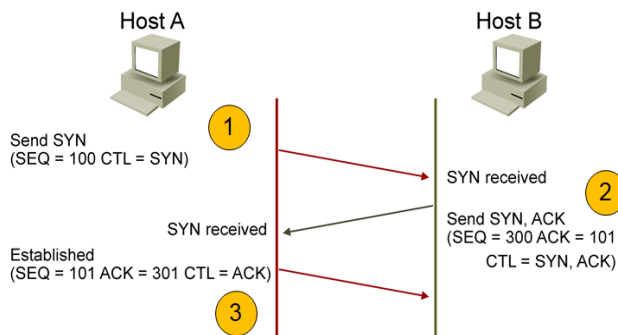 Host A
Host B
1
Send SYN
(SEQ = 100 CTL = SYN)
SYN received
2
Send SYN, ACK
(SEQ = 300 ACK = 101
CTL = SYN, ACK)
SYN received
Established
(SEQ = 101 ACK = 301 CTL = ACK)
3